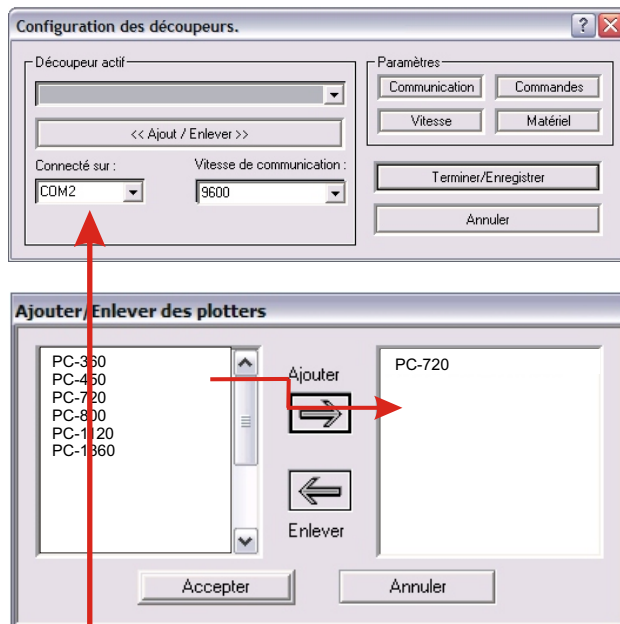 Configuration des découpeurs.
Découpeur actif
<< Ajout / Enlever >>
Connecté sur :
Vitesse de communication :
COM2
9600
Paramètres
Communication
Commandes
Vitesse
Matériel
Terminer/Enregistrer
Annuler
Ajouter/Enlever des plotters
PC-360
PC-450
PC-720
PC-800
PC-1120
PC-1360
Ajouter
Enlever
PC-720
Accepter
Annuler